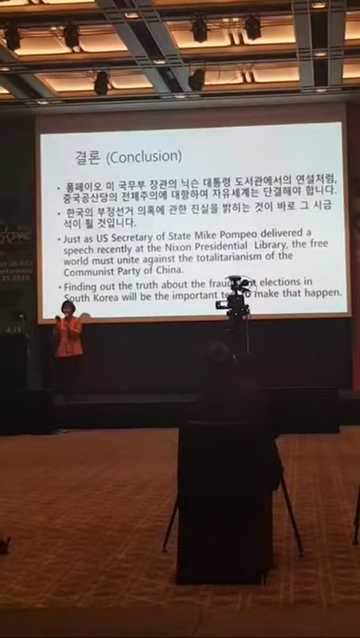 결론 (Conclusion)
• 폼페이오 미 국무부 장관의 닉슨 대통령 도서관에서의 연설처럼,
중국공산당의 전체주의에 대항하여 자유세계는 단결해야 합니다.
• 한국의 부정선거 의혹에 관한 진실을 밝히는 것이 바로 그 시금
석이 될 것입니다.
• Just as US Secretary of State Mike Pompeo delivered a
speech recently at the Nixon Presidential Library, the free
world must unite against the totalitarianism of the
Communist Party of China.
• Finding out the truth about the elections in
South Korea will be the important to make that happen.